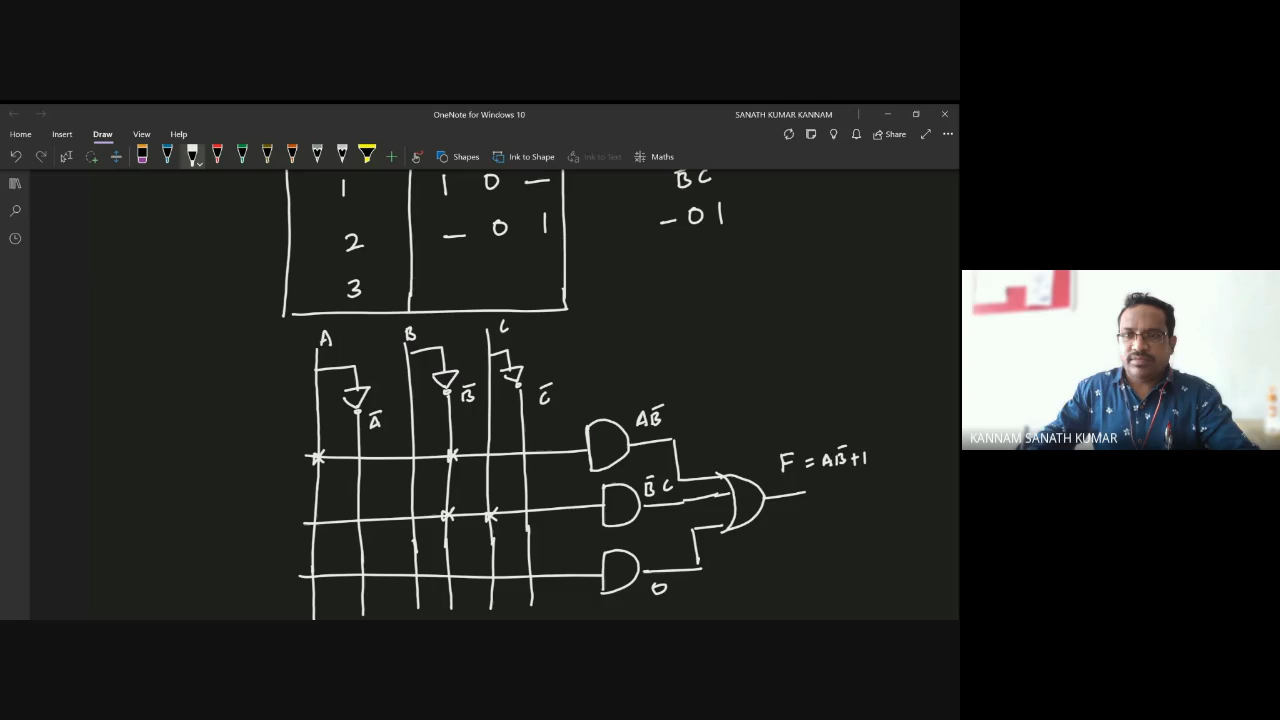 OneNote for Windows 10
SANATH KUMAR KANNAM
Home Insert Draw View Help
Share
Shapes
Ink to Shape
Ink to Text
Maths
1 1 0 –
B̅ C
2 – 0 1
– 0 1
3
A B C
A̅ B̅ C̅
AB̅
B̅ C
F = AB̅+1
0
KANNAM SANATH KUMAR